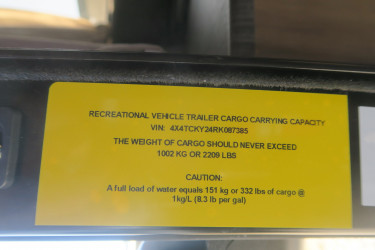 RECREATIONAL VEHICLE TRAILER CARGO CARRYING CAPACITY
VIN: 4X4TCKY24RK087385
THE WEIGHT OF CARGO SHOULD NEVER EXCEED
1002 KG OR 2209 LBS
CAUTION:
A full load of water equals 151 kg or 332 lbs of cargo @
1kg/L (8.3 lb per gal)